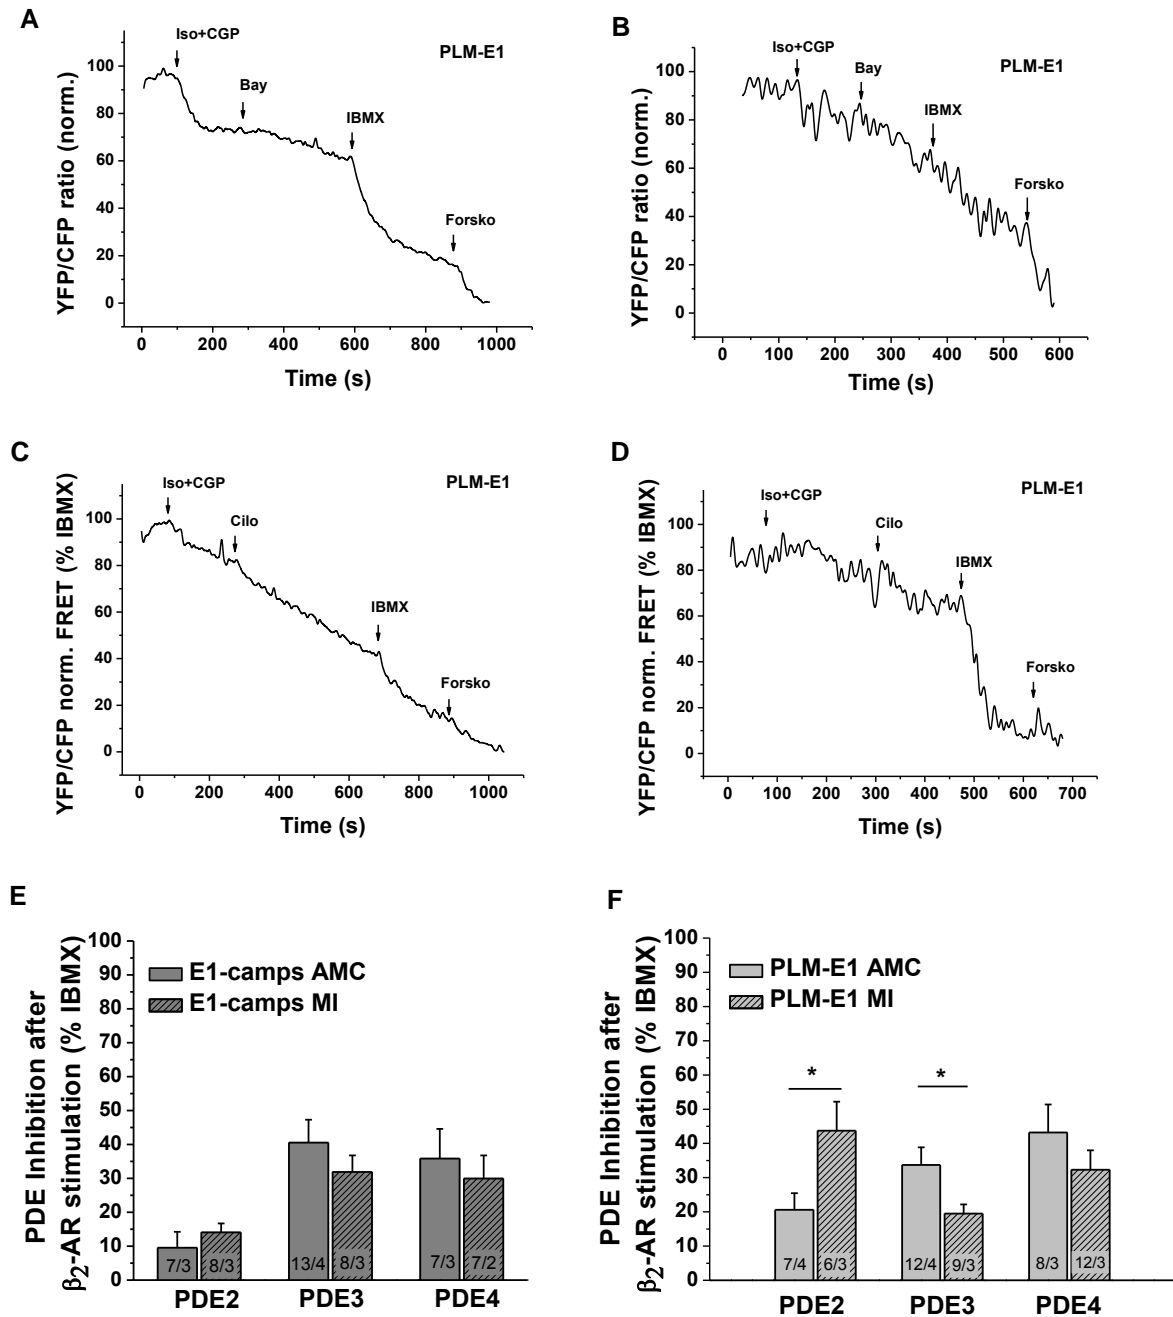 A
Iso+CGP
Bay
IBMX
Forsko
PLM-E1
YFP/CFP ratio (norm.)
100
80
60
40
20
0
0 200 400 600 800 1000
Time (s)
B
Iso+CGP
Bay
IBMX
Forsko
PLM-E1
YFP/CFP ratio (norm.)
100
80
60
40
20
0
0 100 200 300 400 500 600
Time (s)
C
Iso+CGP
Cilo
IBMX
Forsko
PLM-E1
YFP/CFP norm. FRET (% IBMX)
100
80
60
40
20
0
0 200 400 600 800 1000
Time (s)
D
Iso+CGP
Cilo
IBMX
Forsko
PLM-E1
YFP/CFP norm. FRET (% IBMX)
100
80
60
40
20
0
0 100 200 300 400 500 600 700
Time (s)
E
PDE Inhibition after
β2-AR stimulation (% IBMX)
100
90
80
70
60
50
40
30
20
10
0
E1-camps AMC
E1-camps MI
7/3 8/3 13/4 8/3 7/3 7/2
PDE2 PDE3 PDE4
F
PDE Inhibition after
β2-AR stimulation (% IBMX)
100
90
80
70
60
50
40
30
20
10
0
PLM-E1 AMC
PLM-E1 MI
* *
7/4 6/3 12/4 9/3 8/3 12/3
PDE2 PDE3 PDE4